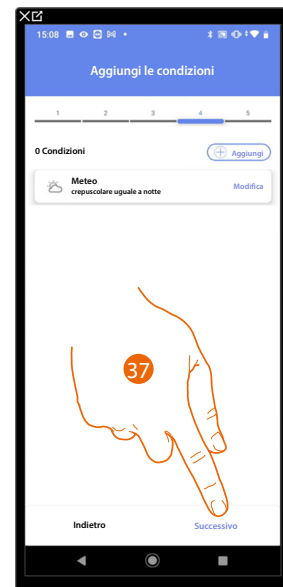 15:08
Aggiungi le condizioni
1 2 3 4 5
0 Condizioni
Aggiungi
Meteo
crepuscolare uguale a notte
Modifica
37
Indietro
Successivo